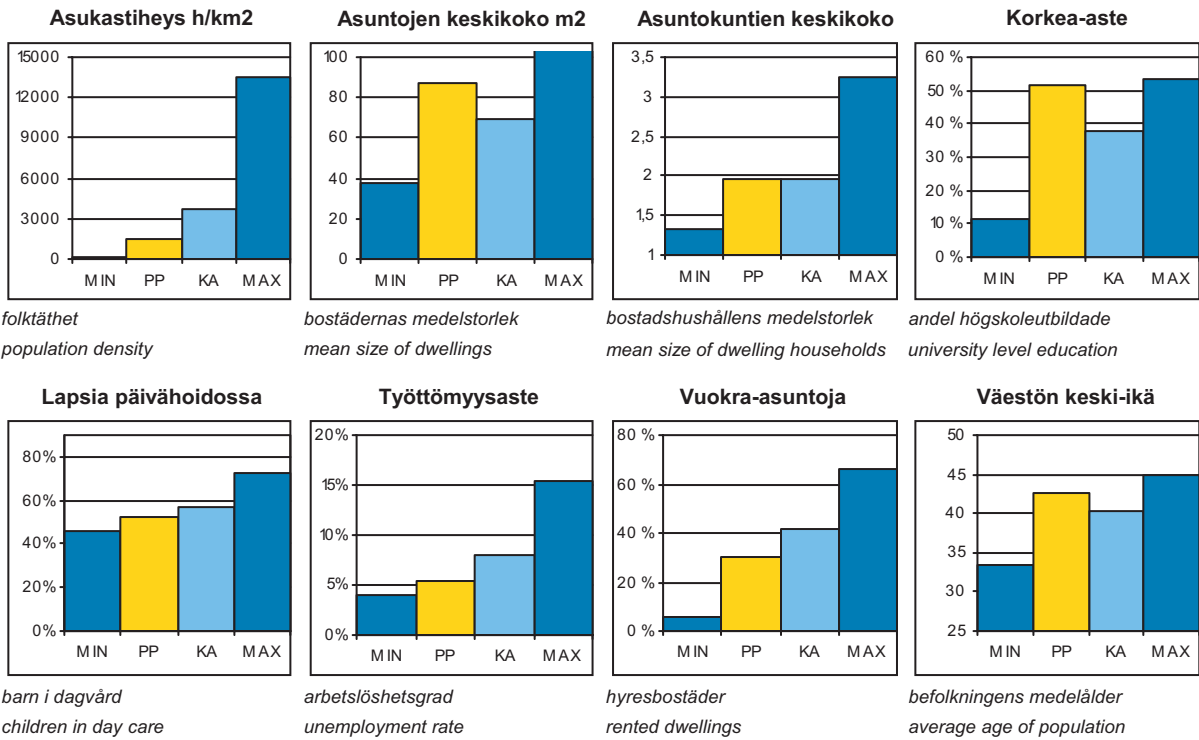 Asukastiheys h/km2
15000
12000
9000
6000
3000
0
MIN PP KA MAX
folktäthet
population density
Asuntojen keskikoko m2
100
80
60
40
20
0
MIN PP KA MAX
bostädernas medelstorlek
mean size of dwellings
Asuntokuntien keskikoko
3,5
3
2,5
2
1,5
1
MIN PP KA MAX
bostadshushållens medelstorlek
mean size of dwelling households
Korkea-aste
60 %
50 %
40 %
30 %
20 %
10 %
0 %
MIN PP KA MAX
andel högskoleutbildade
university level education
Lapsia päivähoidossa
80%
60%
40%
20%
0%
MIN PP KA MAX
barn i dagvård
children in day care
Työttömyysaste
20%
15%
10%
5%
0%
MIN PP KA MAX
arbetslöshetsgrad
unemployment rate
Vuokra-asuntoja
80 %
60 %
40 %
20 %
0 %
MIN PP KA MAX
hyresbostäder
rented dwellings
Väestön keski-ikä
50
45
40
35
30
25
MIN PP KA MAX
befolkningens medelålder
average age of population